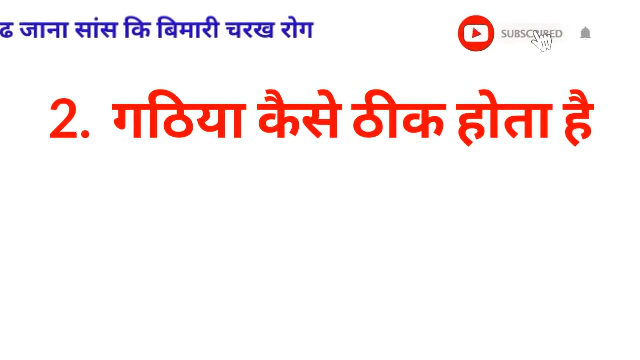 ढ जाना सांस कि बिमारी चरख रोग
SUBSCRIBED
2. गठिया कैसे ठीक होता है